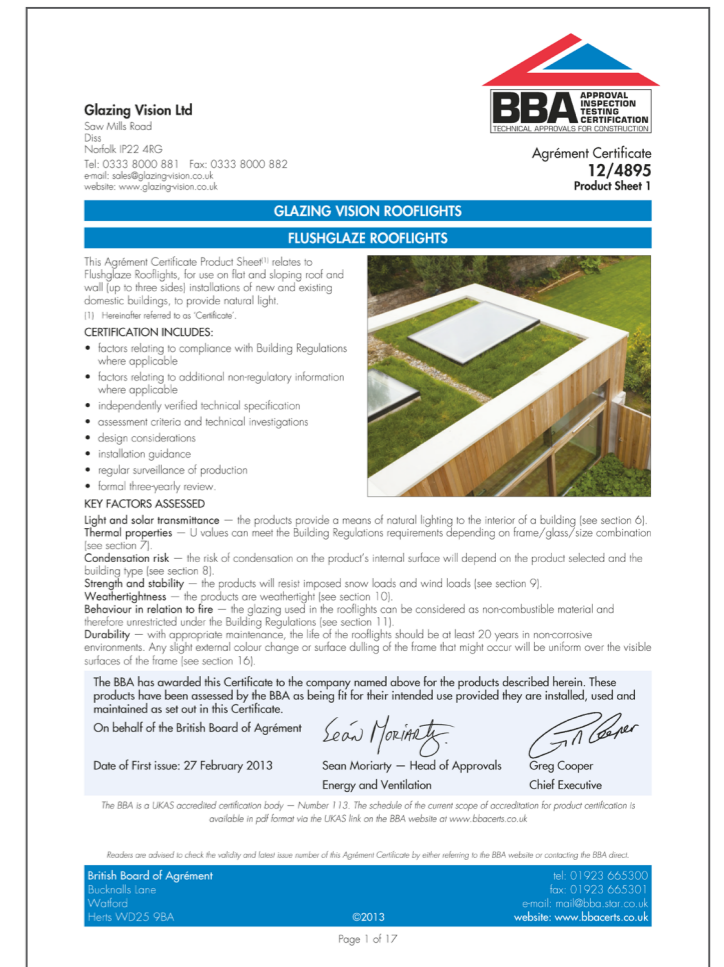 Glazing Vision Ltd
Saw Mills Road
Diss
Norfolk IP22 4RG
Tel: 0333 8000 881 Fax: 0333 8000 882
e-mail: sales@glazing-vision.co.uk
website: www.glazing-vision.co.uk
BBA
APPROVAL
INSPECTION
TESTING
CERTIFICATION
TECHNICAL APPROVALS FOR CONSTRUCTION
Agrément Certificate
12/4895
Product Sheet 1
GLAZING VISION ROOFLIGHTS
FLUSHGLAZE ROOFLIGHTS
This Agrément Certificate Product Sheet(1) relates to
Flushglaze Rooflights, for use on flat and sloping roof and
wall (up to three sides) installations of new and existing
domestic buildings, to provide natural light.
(1) Hereinafter referred to as 'Certificate'.
CERTIFICATION INCLUDES:
• factors relating to compliance with Building Regulations
where applicable
• factors relating to additional non-regulatory information
where applicable
• independently verified technical specification
• assessment criteria and technical investigations
• design considerations
• installation guidance
• regular surveillance of production
• formal three-yearly review.
KEY FACTORS ASSESSED
Light and solar transmittance — the products provide a means of natural lighting to the interior of a building (see section 6).
Thermal properties — U values can meet the Building Regulations requirements depending on frame/glass/size combination
(see section 7).
Condensation risk — the risk of condensation on the product's internal surface will depend on the product selected and the
building type (see section 8).
Strength and stability — the products will resist imposed snow loads and wind loads (see section 9).
Weathertightness — the products are weathertight (see section 10).
Behaviour in relation to fire — the glazing used in the rooflights can be considered as non-combustible material and
therefore unrestricted under the Building Regulations (see section 11).
Durability — with appropriate maintenance, the life of the rooflights should be at least 20 years in non-corrosive
environments. Any slight external colour change or surface dulling of the frame that might occur will be uniform over the visible
surfaces of the frame (see section 16).
The BBA has awarded this Certificate to the company named above for the products described herein. These
products have been assessed by the BBA as being fit for their intended use provided they are installed, used and
maintained as set out in this Certificate.
On behalf of the British Board of Agrément
Seán Moriarty.
G A Cooper
Date of First issue: 27 February 2013
Sean Moriarty — Head of Approvals
Energy and Ventilation
Greg Cooper
Chief Executive
The BBA is a UKAS accredited certification body — Number 113. The schedule of the current scope of accreditation for product certification is
available in pdf format via the UKAS link on the BBA website at www.bbacerts.co.uk
Readers are advised to check the validity and latest issue number of this Agrément Certificate by either referring to the BBA website or contacting the BBA direct.
British Board of Agrément
Bucknalls Lane
Watford
Herts WD25 9BA
©2013
tel: 01923 665300
fax: 01923 665301
e-mail: mail@bba.star.co.uk
website: www.bbacerts.co.uk
Page 1 of 17